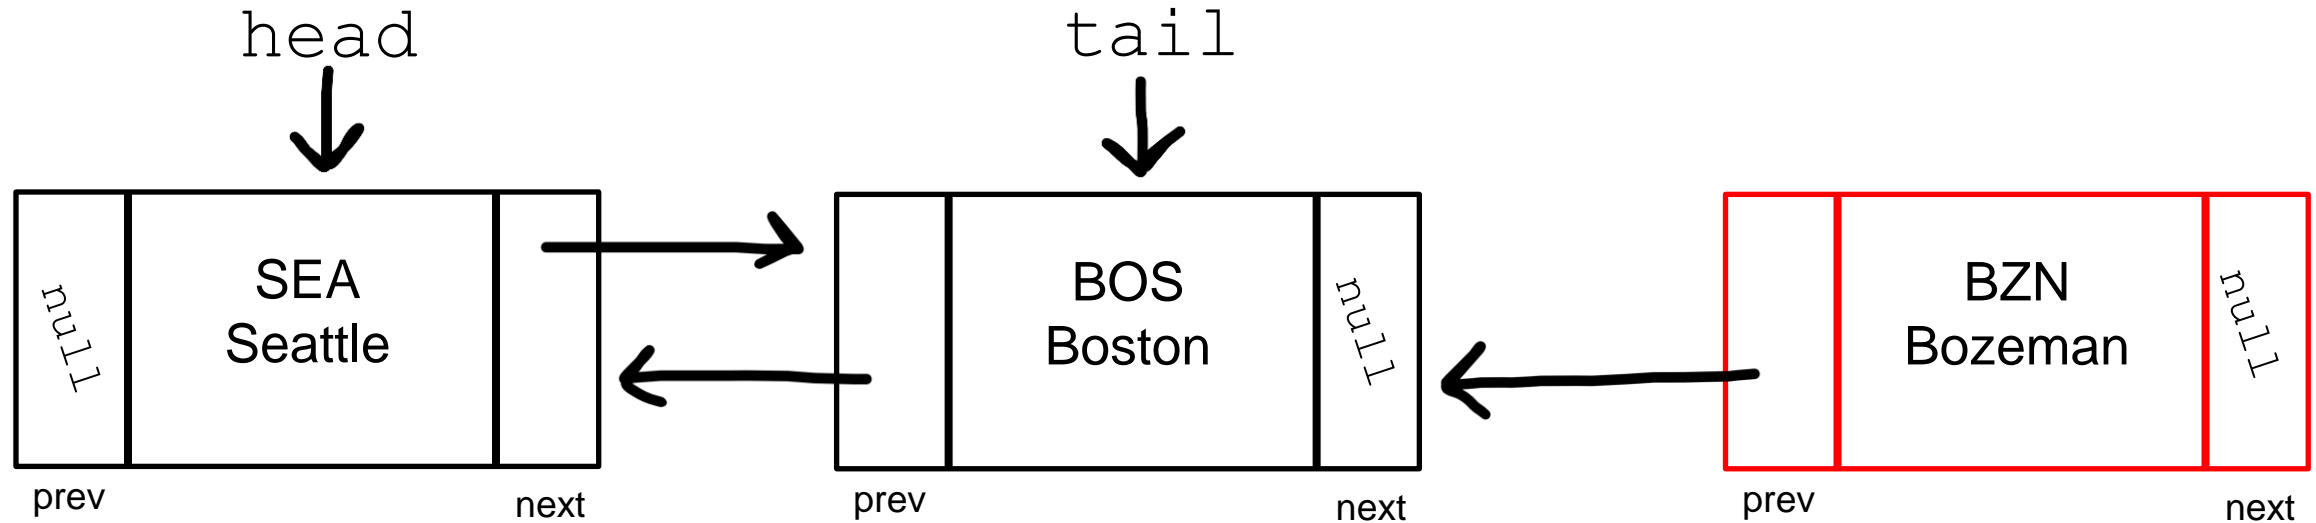 head
tail
null
SEA
Seattle
BOS
Boston
null
BZN
Bozeman
null
prev
next
prev
next
prev
next